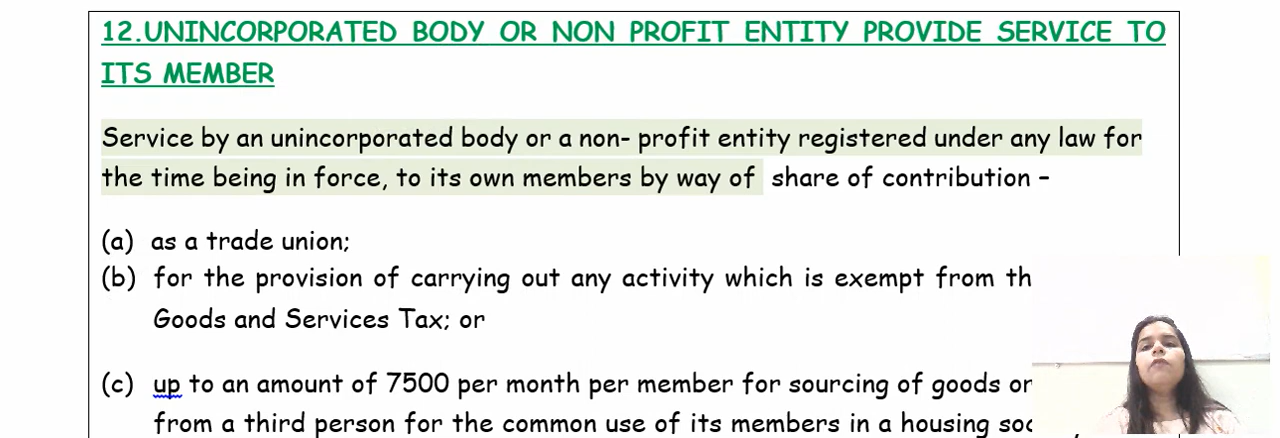 12.UNINCORPORATED BODY OR NON PROFIT ENTITY PROVIDE SERVICE TO
ITS MEMBER
Service by an unincorporated body or a non- profit entity registered under any law for
the time being in force, to its own members by way of share of contribution –
(a) as a trade union;
(b) for the provision of carrying out any activity which is exempt from
Goods and Services Tax; or
(c) up to an amount of 7500 per month per member for sourcing of goods or
from a third person for the common use of its members in a housing